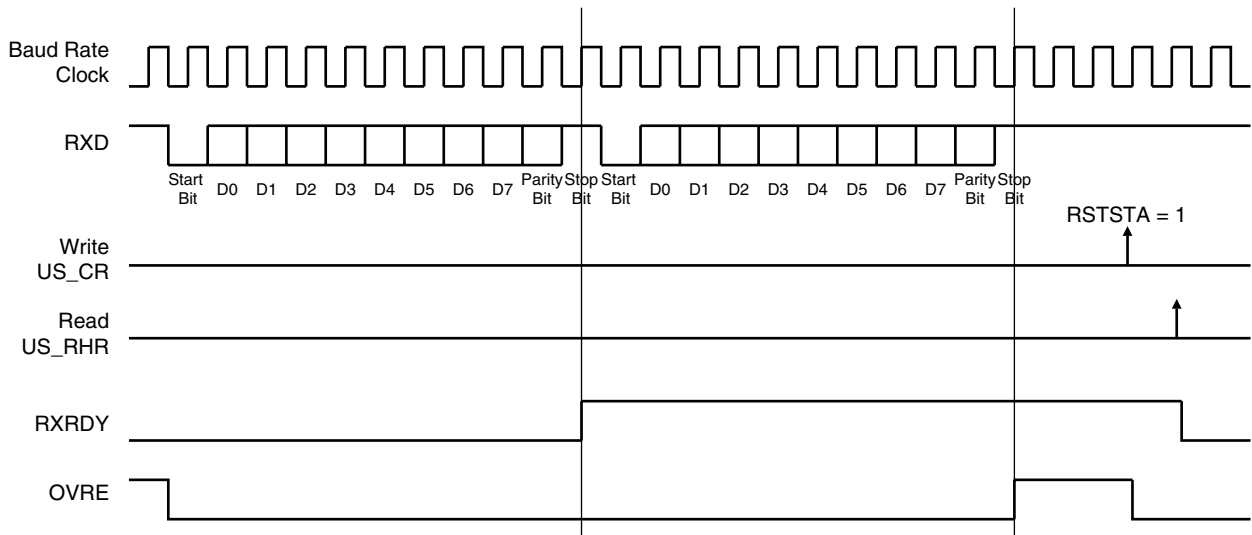 Baud Rate
Clock
RXD
Start
Bit
D0
D1
D2
D3
D4
D5
D6
D7
Parity
Bit
Stop
Bit
Start
Bit
D0
D1
D2
D3
D4
D5
D6
D7
Parity
Bit
Stop
Bit
RSTSTA = 1
Write
US_CR
Read
US_RHR
RXRDY
OVRE